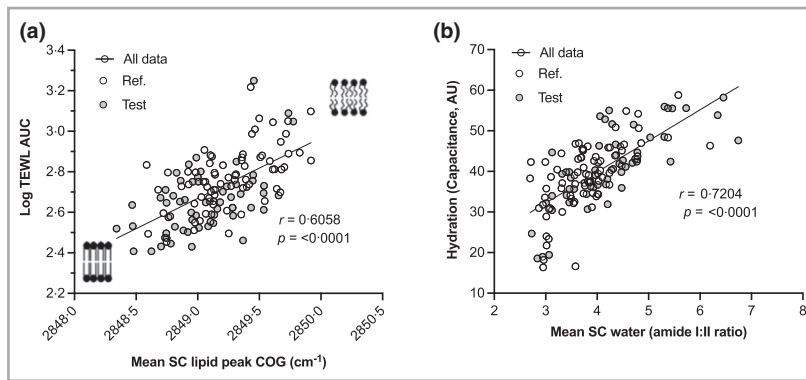 (a)
All data
Ref.
Test
3·4
3·2
3·0
2·8
2·6
2·4
2·2
Log TEWL AUC
r = 0·6058
p = <0·0001
2848·0
2848·5
2849·0
2849·5
2850·0
2850·5
Mean SC lipid peak COG (cm⁻¹)
(b)
All data
Ref.
Test
70
60
50
40
30
20
10
Hydration (Capacitance, AU)
r = 0·7204
p = <0·0001
2 3 4 5 6 7 8
Mean SC water (amide I:II ratio)